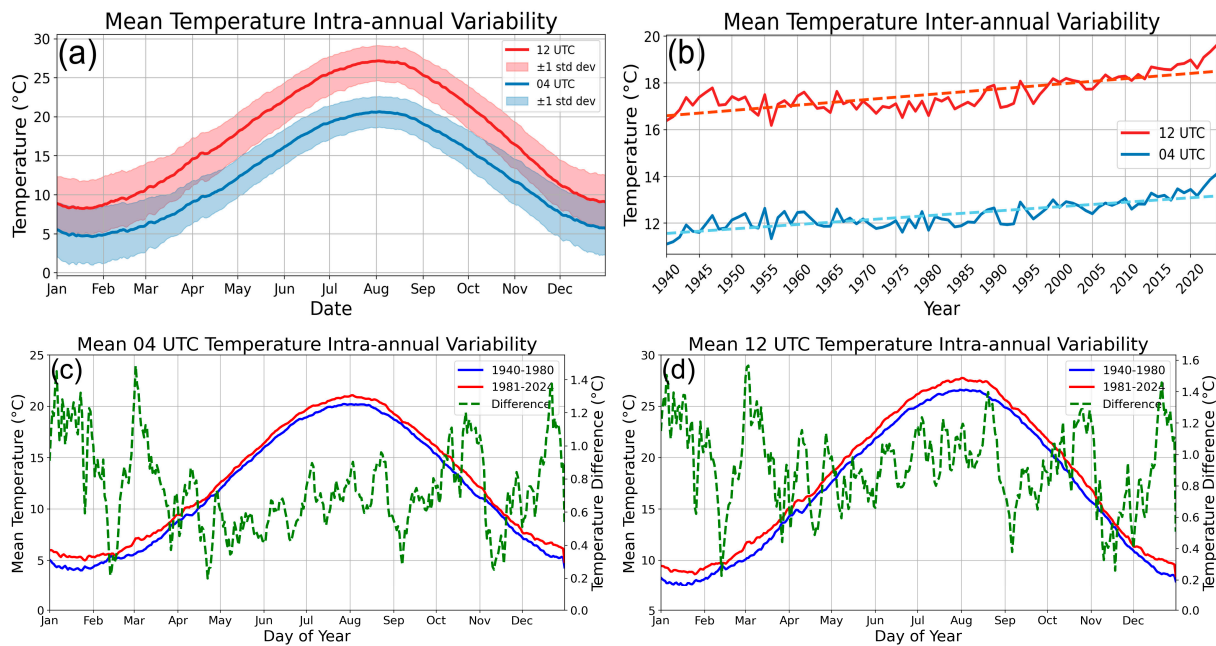 Mean Temperature Intra-annual Variability
(a)
30
25
20
15
10
5
0
Temperature (°C)
12 UTC
±1 std dev
04 UTC
±1 std dev
Jan Feb Mar Apr May Jun Jul Aug Sep Oct Nov Dec
Date
Mean Temperature Inter-annual Variability
(b)
20
18
16
14
12
Temperature (°C)
12 UTC
04 UTC
1940 1945 1950 1955 1960 1965 1970 1975 1980 1985 1990 1995 2000 2005 2010 2015 2020
Year
Mean 04 UTC Temperature Intra-annual Variability
(c)
25
20
15
10
5
0
Mean Temperature (°C)
1940-1980
1981-2024
Difference
1.4
1.2
1.0
0.8
0.6
0.4
0.2
0.0
Temperature Difference (°C)
Jan Feb Mar Apr May Jun Jul Aug Sep Oct Nov Dec
Day of Year
Mean 12 UTC Temperature Intra-annual Variability
(d)
30
25
20
15
10
5
Mean Temperature (°C)
1940-1980
1981-2024
Difference
1.6
1.4
1.2
1.0
0.8
0.6
0.4
0.2
0.0
Temperature Difference (°C)
Jan Feb Mar Apr May Jun Jul Aug Sep Oct Nov Dec
Day of Year